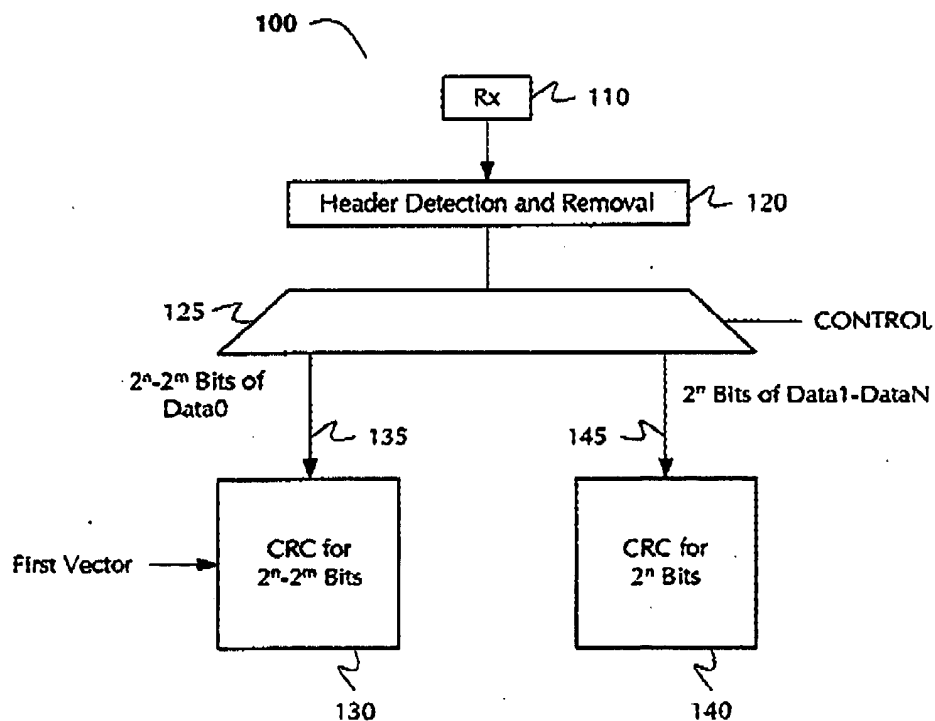 100
Rx
110
Header Detection and Removal
120
125
CONTROL
2ⁿ-2ᵐ Bits of
Data0
2ⁿ Bits of Data1-DataN
135
145
First Vector
CRC for
2ⁿ-2ᵐ Bits
CRC for
2ⁿ Bits
130
140